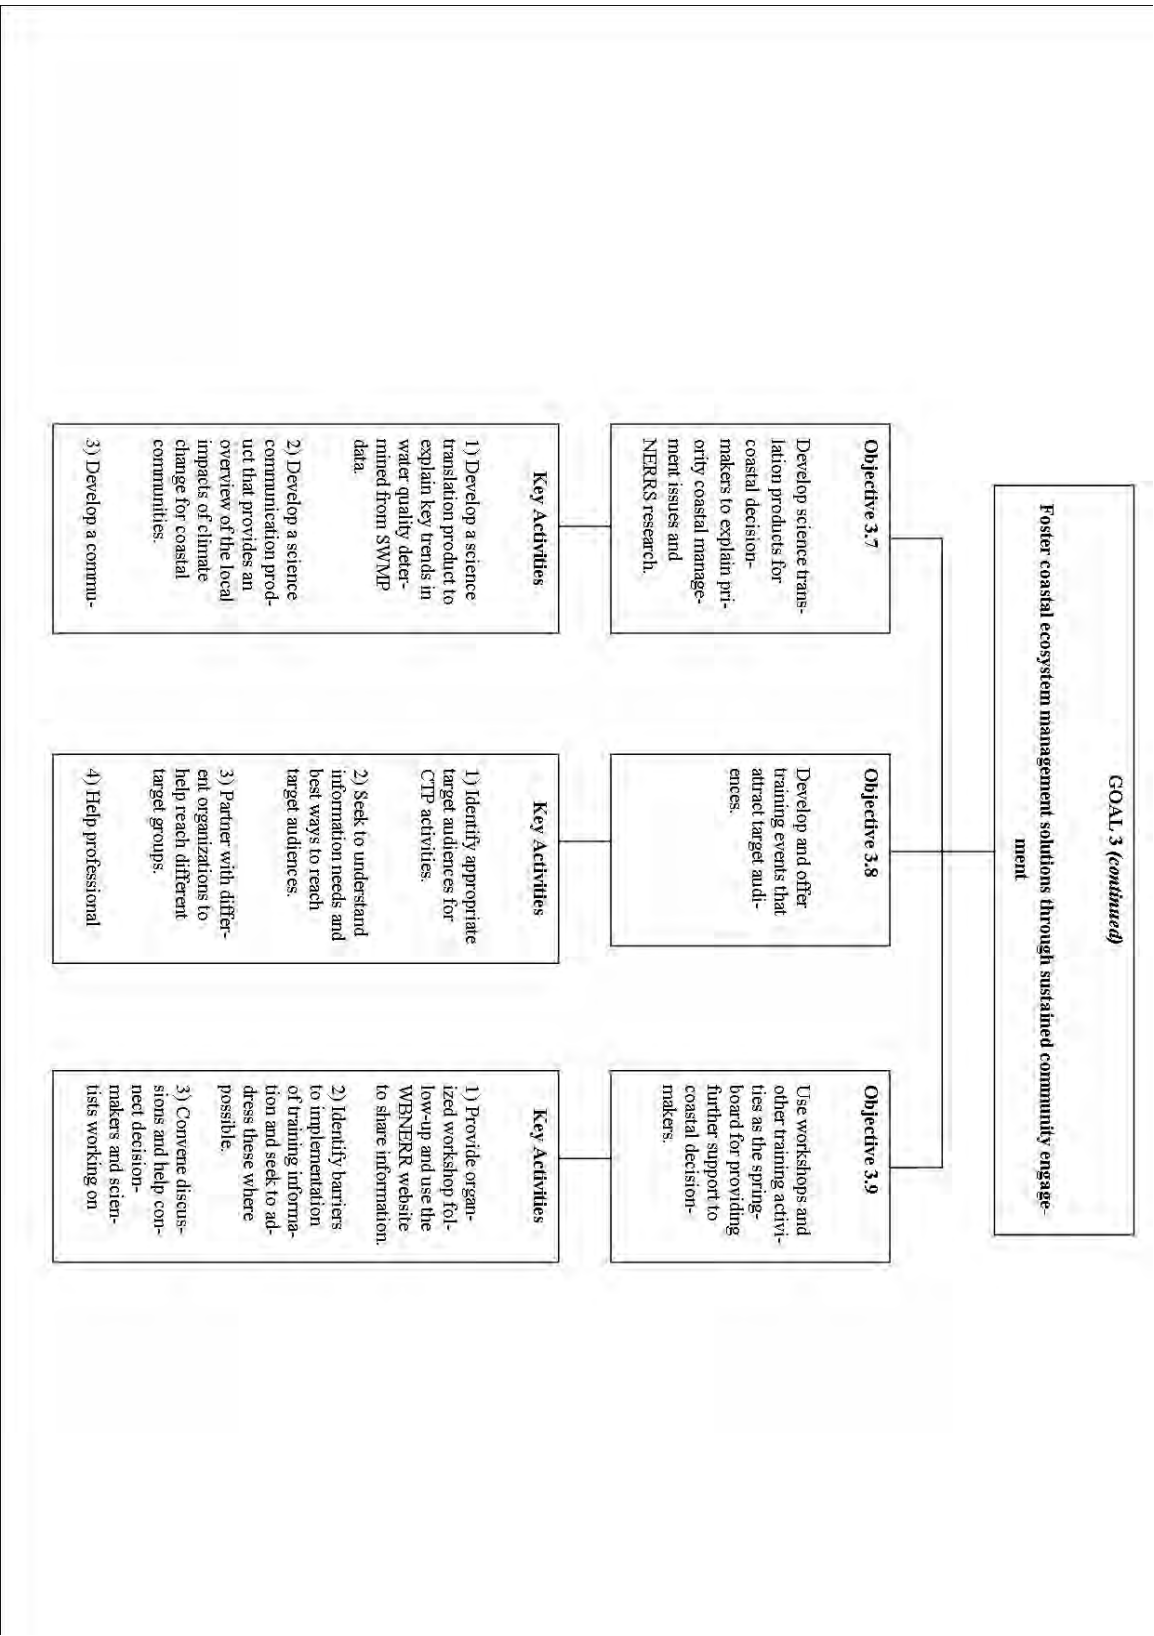 GOAL 3 (continued)
Foster coastal ecosystem management solutions through sustained community engage-
ment
Objective 3.7
Develop science trans-
lation products for
coastal decision-
makers to explain pri-
ority coastal manage-
ment issues and
NERRS research.
Key Activities
1) Develop a science
translation product to
explain key trends in
water quality deter-
mined from SWMP
data.
2) Develop a science
communication prod-
uct that provides an
overview of the local
impacts of climate
change for coastal
communities.
3) Develop a commu-
Objective 3.8
Develop and offer
training events that
attract target audi-
ences.
Key Activities
1) Identify appropriate
target audiences for
CTP activities.
2) Seek to understand
information needs and
best ways to reach
target audiences.
3) Partner with differ-
ent organizations to
help reach different
target groups.
4) Help professional
Objective 3.9
Use workshops and
other training activi-
ties as the spring-
board for providing
further support to
coastal decision-
makers.
Key Activities
1) Provide organ-
ized workshop fol-
low-up and use the
WBNERR website
to share information.
2) Identify barriers
to implementation
of training informa-
tion and seek to ad-
dress these where
possible.
3) Convene discus-
sions and help con-
nect decision-
makers and scien-
tists working on